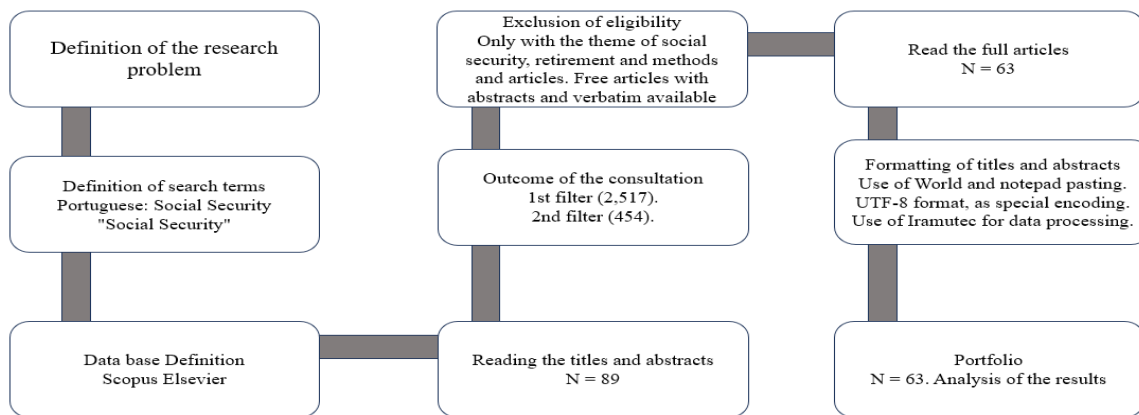 Definition of the research
problem
Definition of search terms
Portuguese: Social Security
"Social Security"
Data base Definition
Scopus Elsevier
Reading the titles and abstracts
N = 89
Outcome of the consultation
1st filter (2,517).
2nd filter (454).
Exclusion of eligibility
Only with the theme of social
security, retirement and methods
and articles. Free articles with
abstracts and verbatim available
Read the full articles
N = 63
Formatting of titles and abstracts
Use of World and notepad pasting.
UTF-8 format, as special encoding.
Use of Iramutec for data processing.
Portfolio
N = 63. Analysis of the results